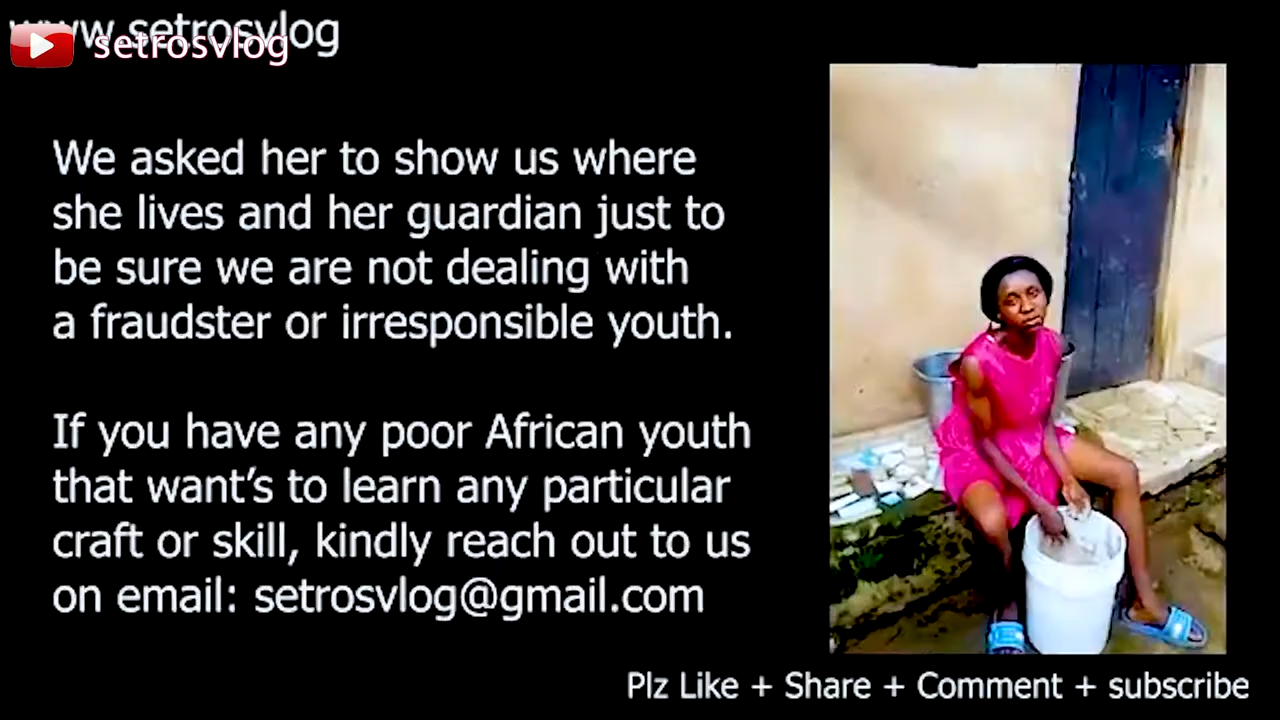 www.setrosvlog
setrosvlog
We asked her to show us where
she lives and her guardian just to
be sure we are not dealing with
a fraudster or irresponsible youth.
If you have any poor African youth
that want’s to learn any particular
craft or skill, kindly reach out to us
on email: setrosvlog@gmail.com
Plz Like + Share + Comment + subscribe